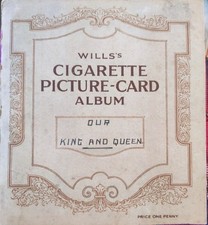 WILLS'S
CIGARETTE
PICTURE-CARD
ALBUM
OUR
KING AND QUEEN.
PRICE ONE PENNY